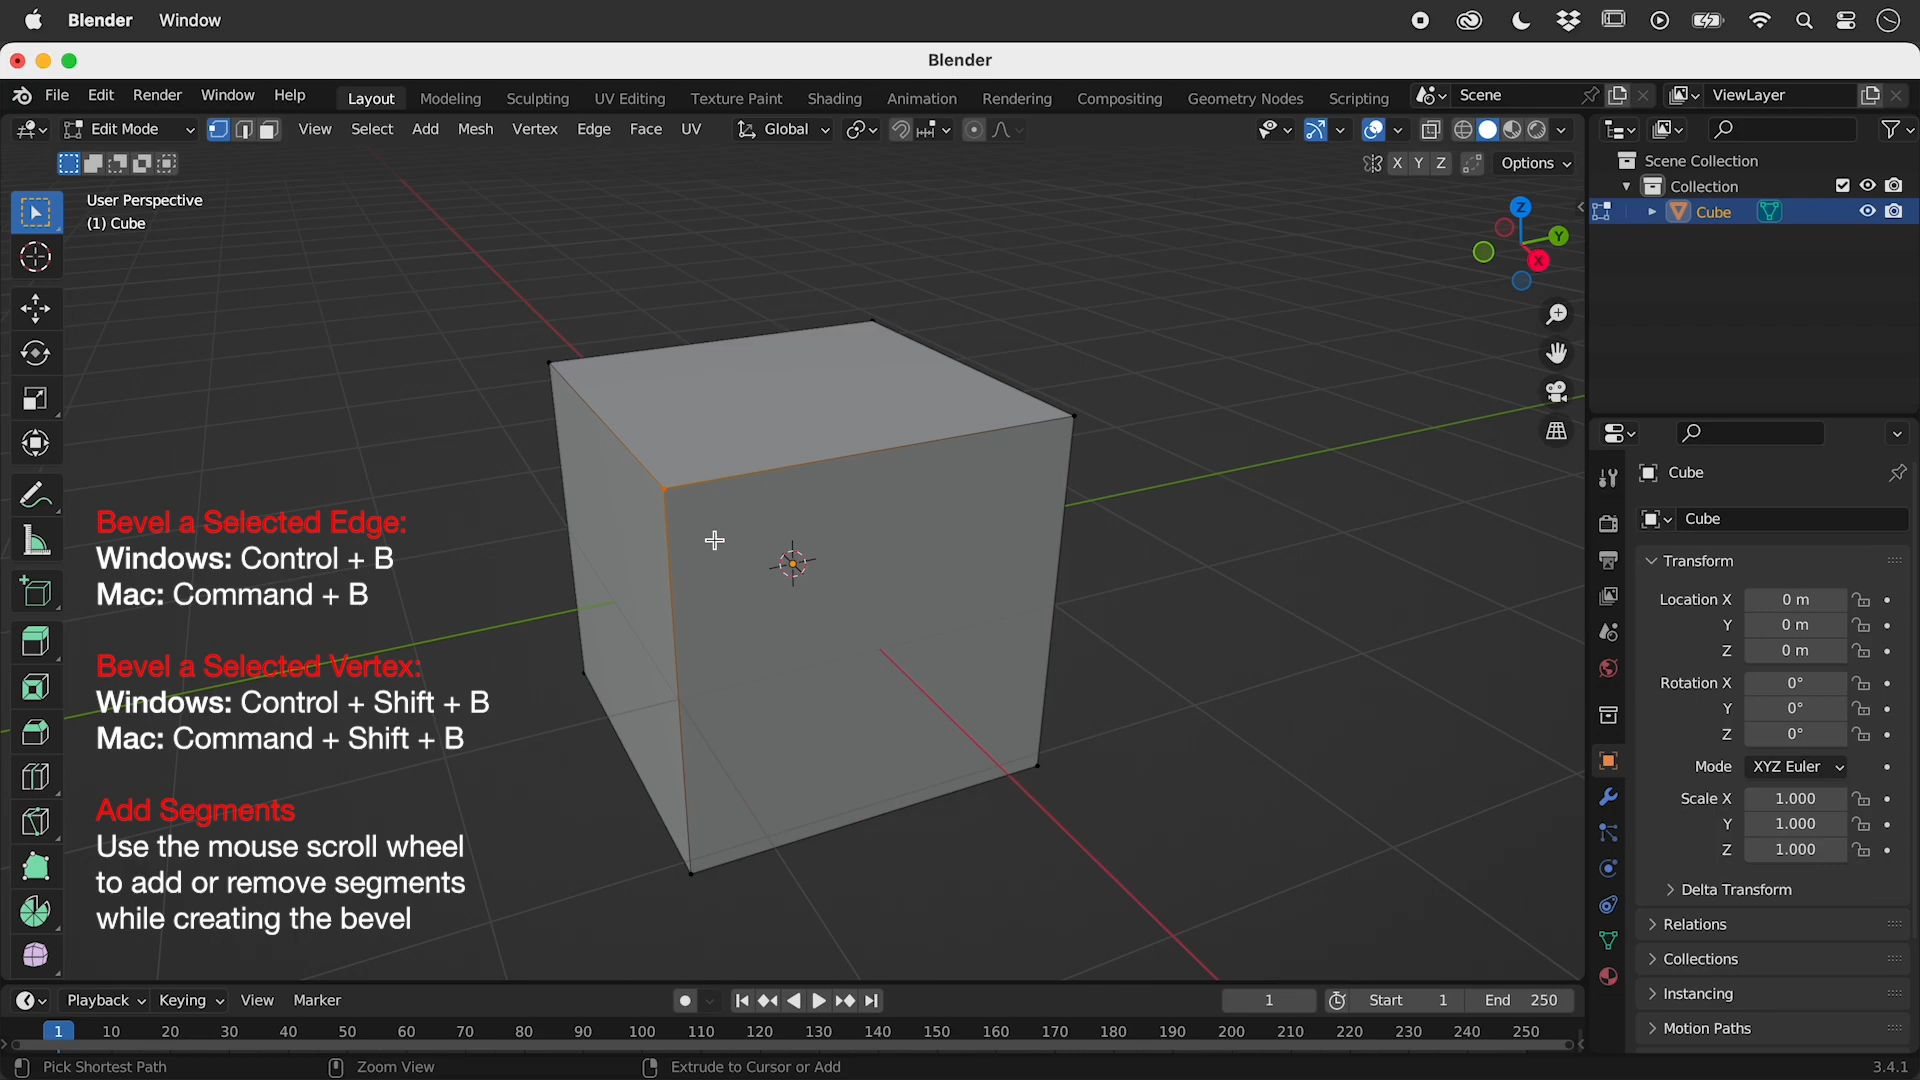 Blender Window
Blender
File Edit Render Window Help Layout Modeling Sculpting UV Editing Texture Paint Shading Animation Rendering Compositing Geometry Nodes Scripting Scene ViewLayer
Edit Mode View Select Add Mesh Vertex Edge Face UV Global
X Y Z Options
User Perspective
(1) Cube
Z
Y
X
Scene Collection
Collection
Cube
Cube
Cube
Transform
Location X 0 m
Y 0 m
Z 0 m
Rotation X 0°
Y 0°
Z 0°
Mode XYZ Euler
Scale X 1.000
Y 1.000
Z 1.000
Delta Transform
Relations
Collections
Instancing
Motion Paths
Bevel a Selected Edge:
Windows: Control + B
Mac: Command + B
Bevel a Selected Vertex:
Windows: Control + Shift + B
Mac: Command + Shift + B
Add Segments
Use the mouse scroll wheel
to add or remove segments
while creating the bevel
Playback Keying View Marker 1 Start 1 End 250
1 10 20 30 40 50 60 70 80 90 100 110 120 130 140 150 160 170 180 190 200 210 220 230 240 250
Pick Shortest Path Zoom View Extrude to Cursor or Add 3.4.1